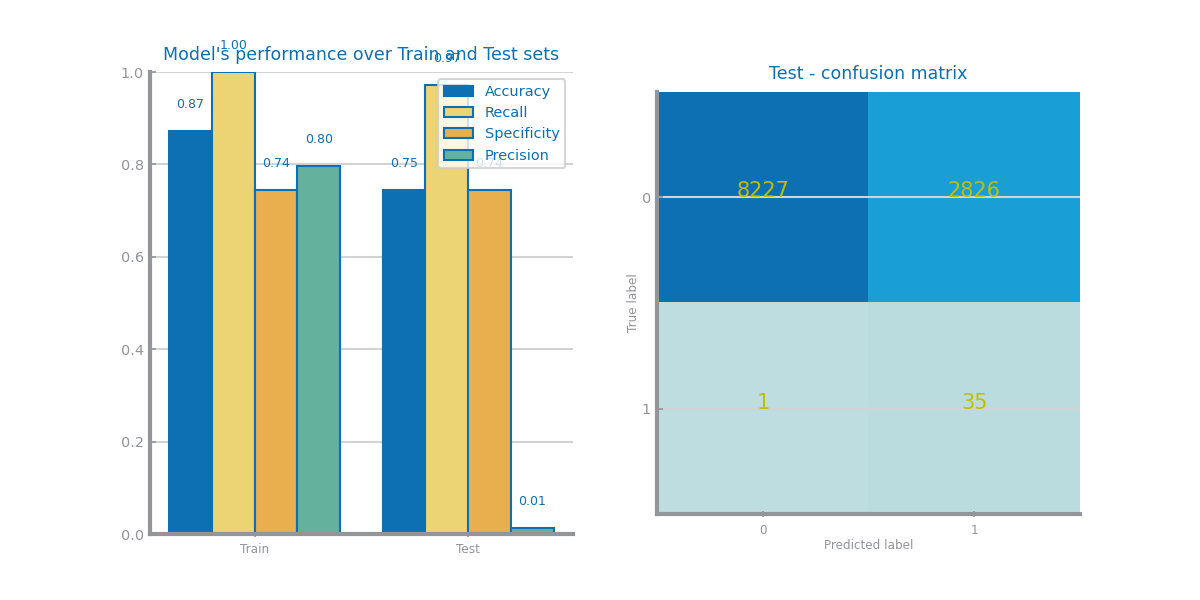 Model's performance over Train and Test sets
1.00
0.97
1.0
0.87
Accuracy
Recall
Specificity
Precision
0.80
0.74
0.75
0.74
0.8
0.6
0.4
0.2
0.01
0.0
Train
Test
Test - confusion matrix
8227
2826
0
True label
1
35
1
0
1
Predicted label